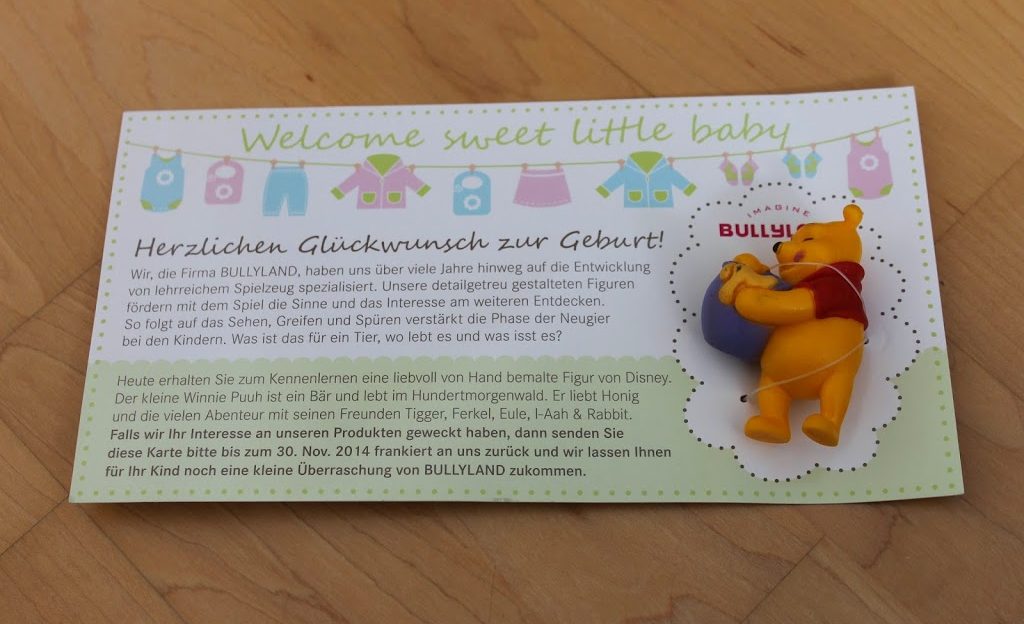 Welcome sweet little baby
IMAGINE
Herzlichen Glückwunsch zur Geburt!
Wir, die Firma BULLYLAND, haben uns über viele Jahre hinweg auf die Entwicklung
von lehrreichem Spielzeug spezialisiert. Unsere detailgetreu gestalteten Figuren
fördern mit dem Spiel die Sinne und das Interesse am weiteren Entdecken.
So folgt auf das Sehen, Greifen und Spüren verstärkt die Phase der Neugier
bei den Kindern. Was ist das für ein Tier, wo lebt es und was isst es?
Heute erhalten Sie zum Kennenlernen eine liebvoll von Hand bemalte Figur von Disney.
Der kleine Winnie Puuh ist ein Bär und lebt im Hundertmorgenwald. Er liebt Honig
und die vielen Abenteur mit seinen Freunden Tigger, Ferkel, Eule, I-Aah & Rabbit.
Falls wir Ihr Interesse an unseren Produkten geweckt haben, dann senden Sie
diese Karte bitte bis zum 30. Nov. 2014 frankiert an uns zurück und wir lassen Ihnen
für Ihr Kind noch eine kleine Überraschung von BULLYLAND zukommen.